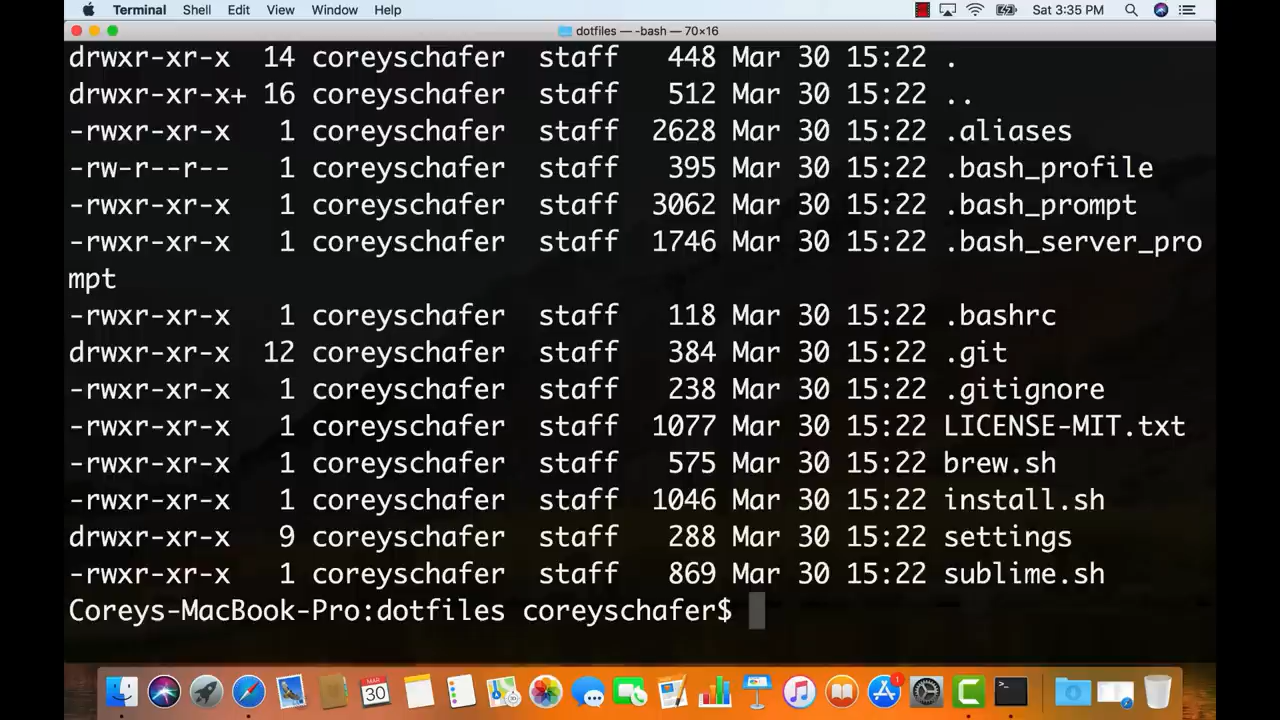 Terminal Shell Edit View Window Help Sat 3:35 PM
dotfiles — -bash — 70×16
drwxr-xr-x 14 coreyschafer staff 448 Mar 30 15:22 .
drwxr-xr-x+ 16 coreyschafer staff 512 Mar 30 15:22 ..
-rwxr-xr-x 1 coreyschafer staff 2628 Mar 30 15:22 .aliases
-rw-r--r-- 1 coreyschafer staff 395 Mar 30 15:22 .bash_profile
-rwxr-xr-x 1 coreyschafer staff 3062 Mar 30 15:22 .bash_prompt
-rwxr-xr-x 1 coreyschafer staff 1746 Mar 30 15:22 .bash_server_pro
mpt
-rwxr-xr-x 1 coreyschafer staff 118 Mar 30 15:22 .bashrc
drwxr-xr-x 12 coreyschafer staff 384 Mar 30 15:22 .git
-rwxr-xr-x 1 coreyschafer staff 238 Mar 30 15:22 .gitignore
-rwxr-xr-x 1 coreyschafer staff 1077 Mar 30 15:22 LICENSE-MIT.txt
-rwxr-xr-x 1 coreyschafer staff 575 Mar 30 15:22 brew.sh
-rwxr-xr-x 1 coreyschafer staff 1046 Mar 30 15:22 install.sh
drwxr-xr-x 9 coreyschafer staff 288 Mar 30 15:22 settings
-rwxr-xr-x 1 coreyschafer staff 869 Mar 30 15:22 sublime.sh
Coreys-MacBook-Pro:dotfiles coreyschafer$
MAR
30
1